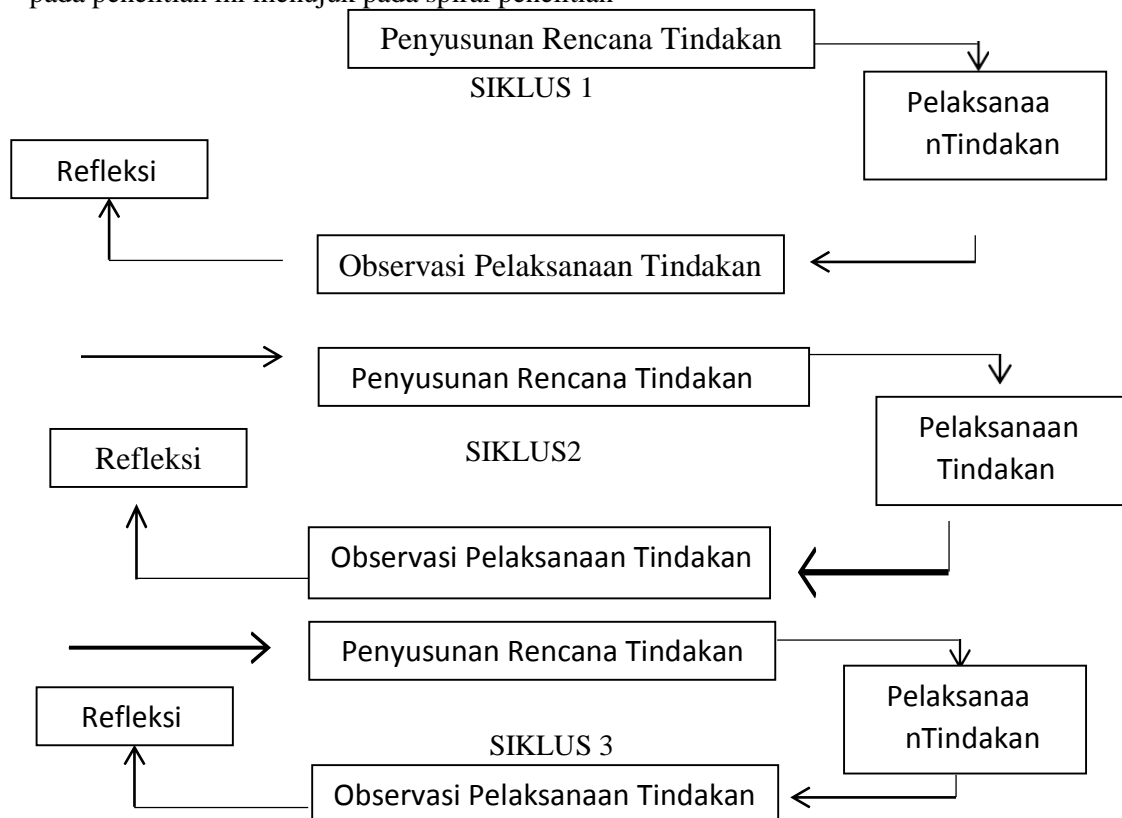 pada penelitian ini menujuk pada spiral penelitian
Penyusunan Rencana Tindakan
SIKLUS 1
Pelaksanaa
nTindakan
Refleksi
Observasi Pelaksanaan Tindakan
Penyusunan Rencana Tindakan
Pelaksanaan
Tindakan
SIKLUS2
Refleksi
Observasi Pelaksanaan Tindakan
Penyusunan Rencana Tindakan
Pelaksanaa
nTindakan
Refleksi
SIKLUS 3
Observasi Pelaksanaan Tindakan